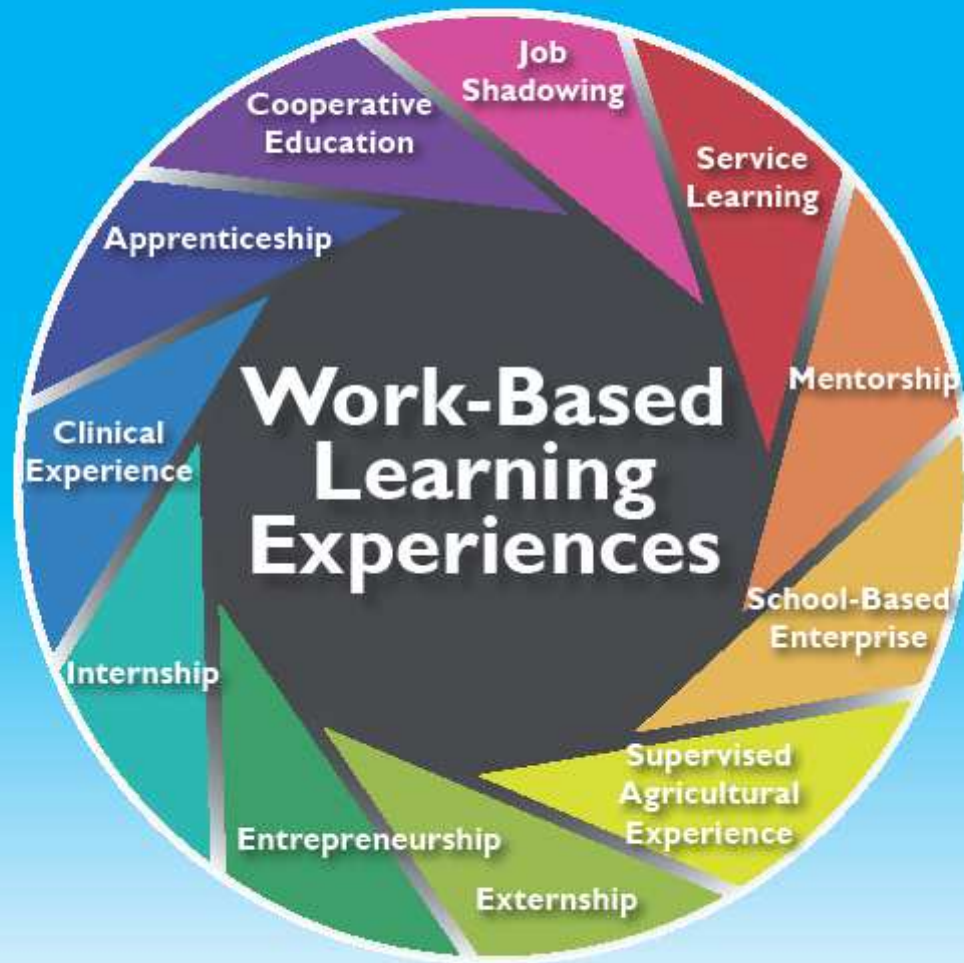 Work-Based
Learning
Experiences
Job
Shadowing
Service
Learning
Mentorship
School-Based
Enterprise
Supervised
Agricultural
Experience
Externship
Entrepreneurship
Internship
Clinical
Experience
Apprenticeship
Cooperative
Education